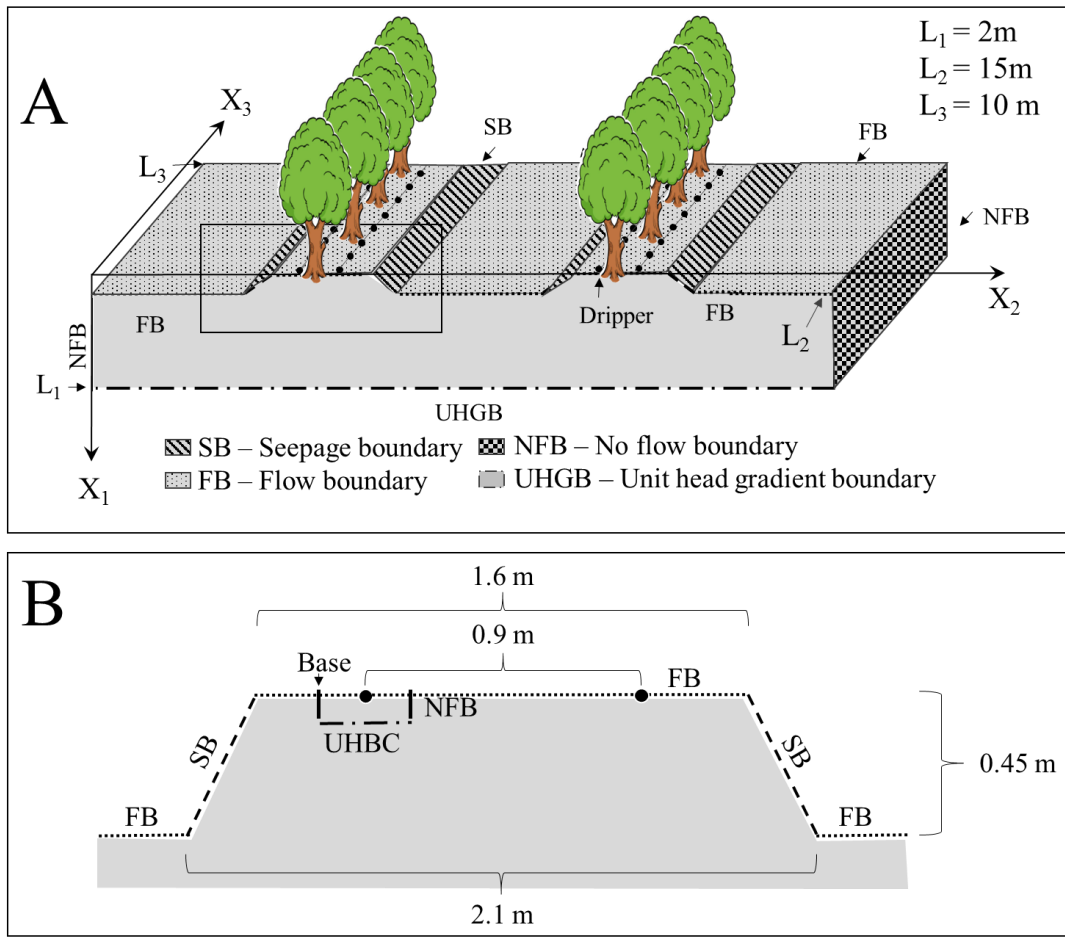 A
L₁ = 2m
L₂ = 15m
L₃ = 10 m
X₃
SB
FB
L₃
NFB
X₂
Dripper
FB
L₂
FB
NFB
L₁
UHGB
SB – Seepage boundary
NFB – No flow boundary
FB – Flow boundary
UHGB – Unit head gradient boundary
X₁
B
1.6 m
0.9 m
Base
FB
NFB
UHBC
SB
SB
0.45 m
FB
FB
2.1 m